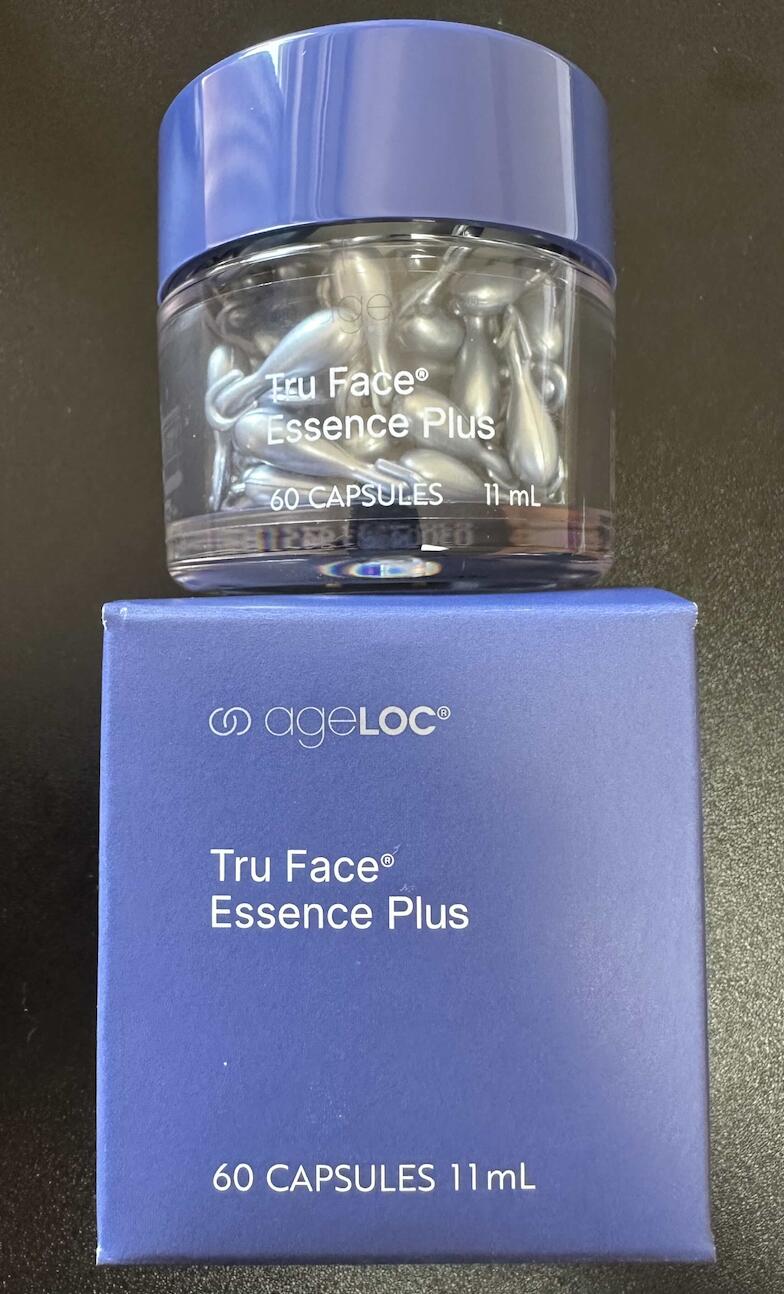 Tru Face®
Essence Plus
60 CAPSULES 11 mL
ageLOC®
Tru Face®
Essence Plus
60 CAPSULES 11mL